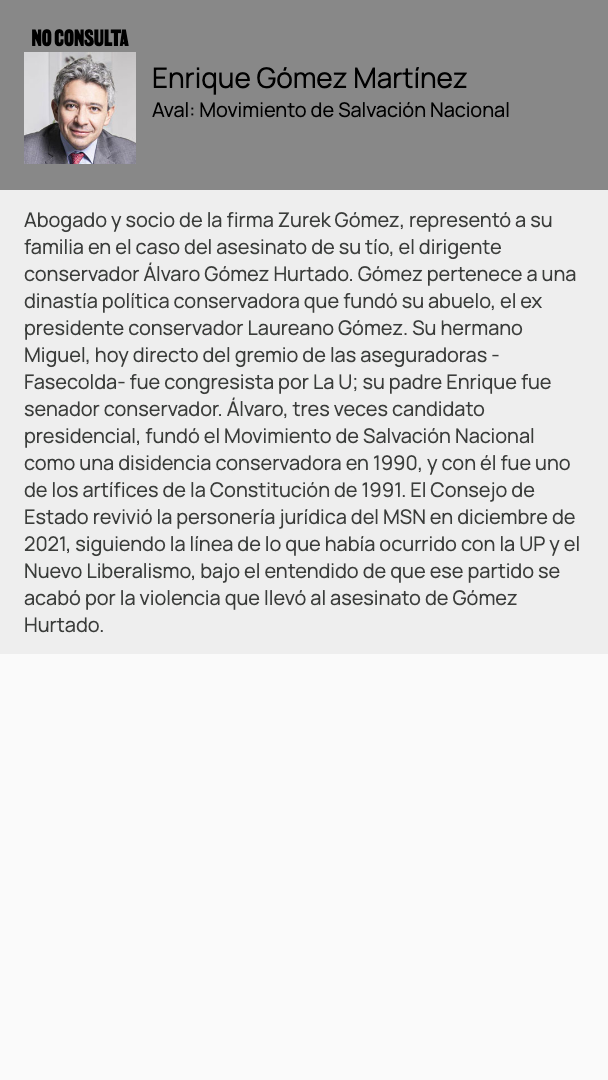 NO CONSULTA
Enrique Gómez Martínez
Aval: Movimiento de Salvación Nacional
Abogado y socio de la firma Zurek Gómez, representó a su
familia en el caso del asesinato de su tío, el dirigente
conservador Álvaro Gómez Hurtado. Gómez pertenece a una
dinastía política conservadora que fundó su abuelo, el ex
presidente conservador Laureano Gómez. Su hermano
Miguel, hoy directo del gremio de las aseguradoras -
Fasecolda- fue congresista por La U; su padre Enrique fue
senador conservador. Álvaro, tres veces candidato
presidencial, fundó el Movimiento de Salvación Nacional
como una disidencia conservadora en 1990, y con él fue uno
de los artífices de la Constitución de 1991. El Consejo de
Estado revivió la personería jurídica del MSN en diciembre de
2021, siguiendo la línea de lo que había ocurrido con la UP y el
Nuevo Liberalismo, bajo el entendido de que ese partido se
acabó por la violencia que llevó al asesinato de Gómez
Hurtado.